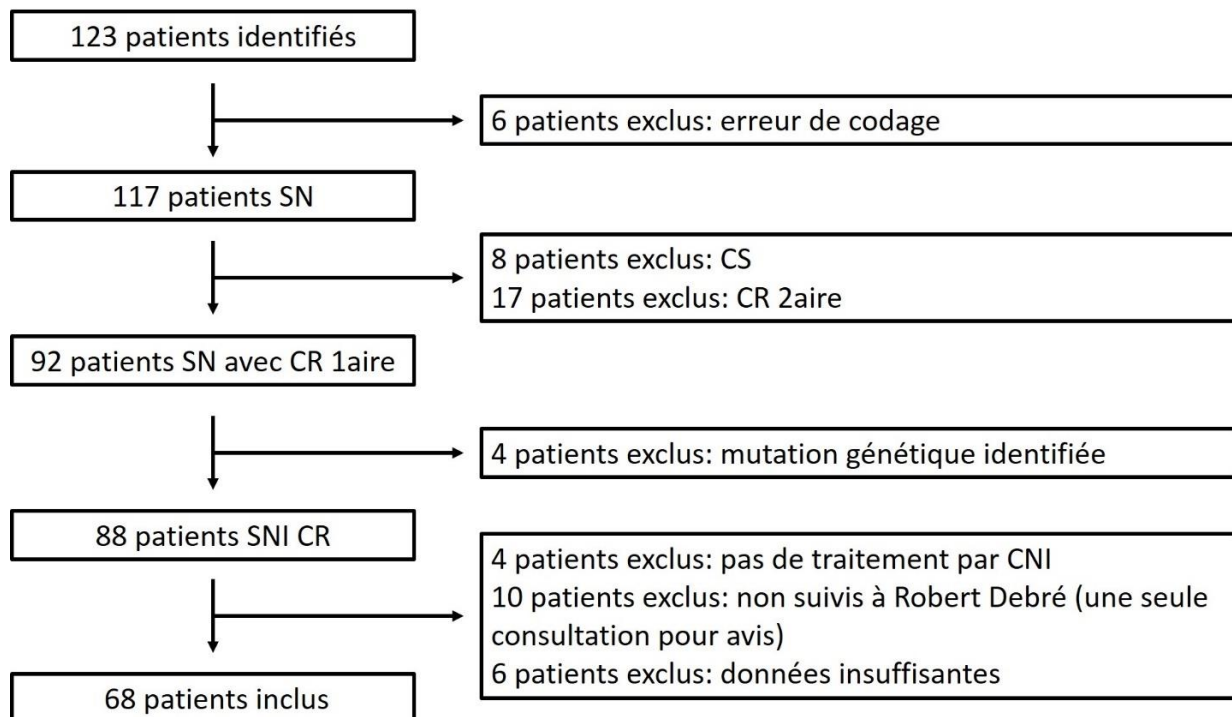 123 patients identifiés
6 patients exclus: erreur de codage
117 patients SN
8 patients exclus: CS
17 patients exclus: CR 2aire
92 patients SN avec CR 1aire
4 patients exclus: mutation génétique identifiée
88 patients SNI CR
4 patients exclus: pas de traitement par CNI
10 patients exclus: non suivis à Robert Debré (une seule
consultation pour avis)
6 patients exclus: données insuffisantes
68 patients inclus